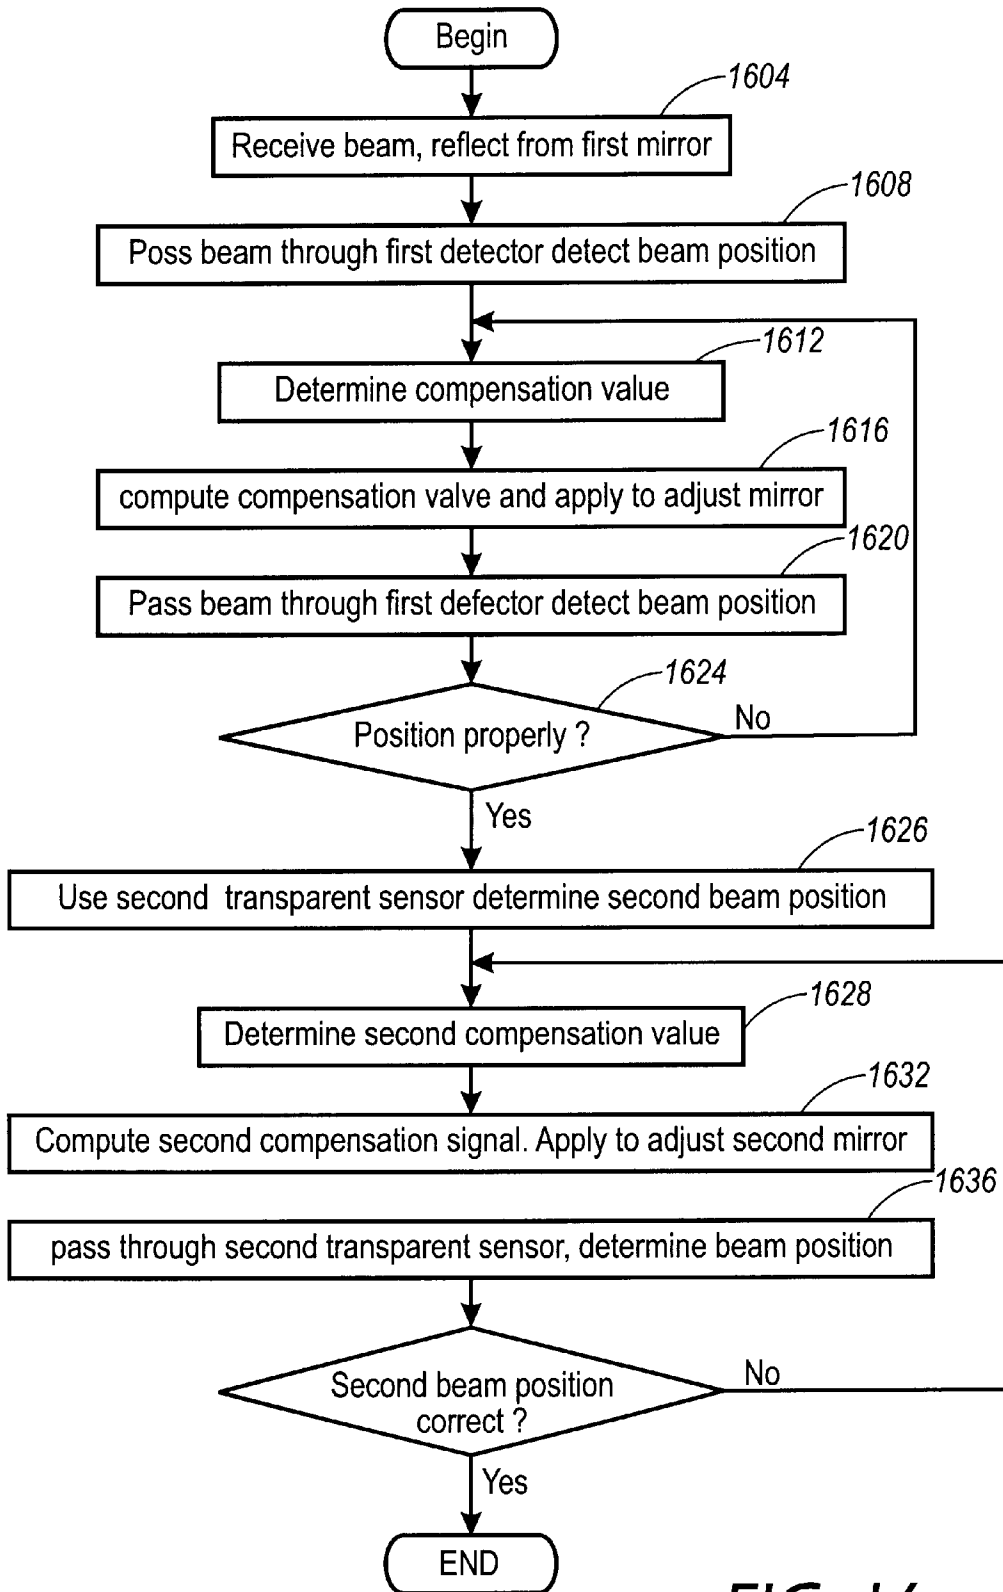 Begin
1604
Receive beam, reflect from first mirror
1608
Poss beam through first detector detect beam position
1612
Determine compensation value
1616
compute compensation valve and apply to adjust mirror
1620
Pass beam through first defector detect beam position
1624
Position properly ?
No
Yes
1626
Use second transparent sensor determine second beam position
1628
Determine second compensation value
1632
Compute second compensation signal. Apply to adjust second mirror
1636
pass through second transparent sensor, determine beam position
Second beam position
correct ?
No
Yes
END